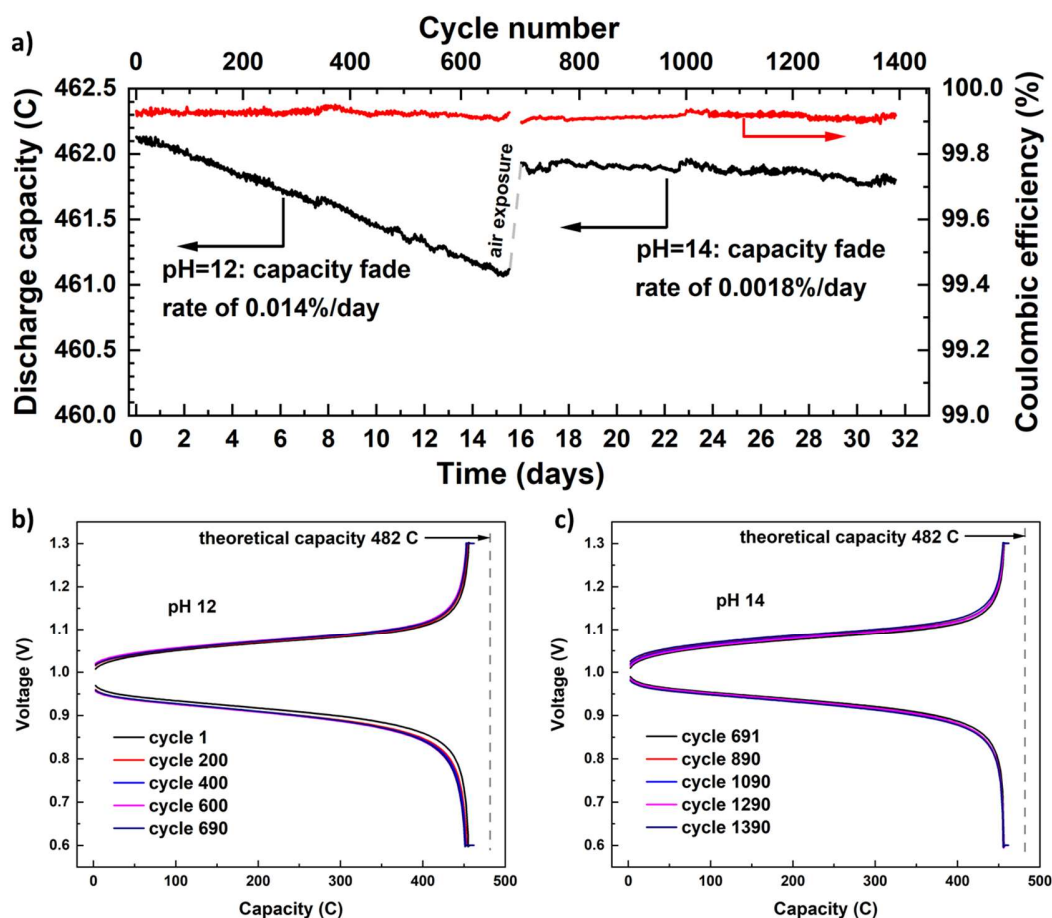 a)
Cycle number
0 200 400 600 800 1000 1200 1400
Discharge capacity (C)
462.5
462.0
461.5
461.0
460.5
460.0
air exposure
pH=12: capacity fade
rate of 0.014%/day
pH=14: capacity fade
rate of 0.0018%/day
100.0
99.8
99.6
99.4
99.2
99.0
Coulombic efficiency (%)
0 2 4 6 8 10 12 14 16 18 20 22 24 26 28 30 32
Time (days)
b)
Voltage (V)
1.3
1.2
1.1
1.0
0.9
0.8
0.7
0.6
theoretical capacity 482 C
pH 12
cycle 1
cycle 200
cycle 400
cycle 600
cycle 690
0 100 200 300 400 500
Capacity (C)
c)
Voltage (V)
1.3
1.2
1.1
1.0
0.9
0.8
0.7
0.6
theoretical capacity 482 C
pH 14
cycle 691
cycle 890
cycle 1090
cycle 1290
cycle 1390
0 100 200 300 400 500
Capacity (C)